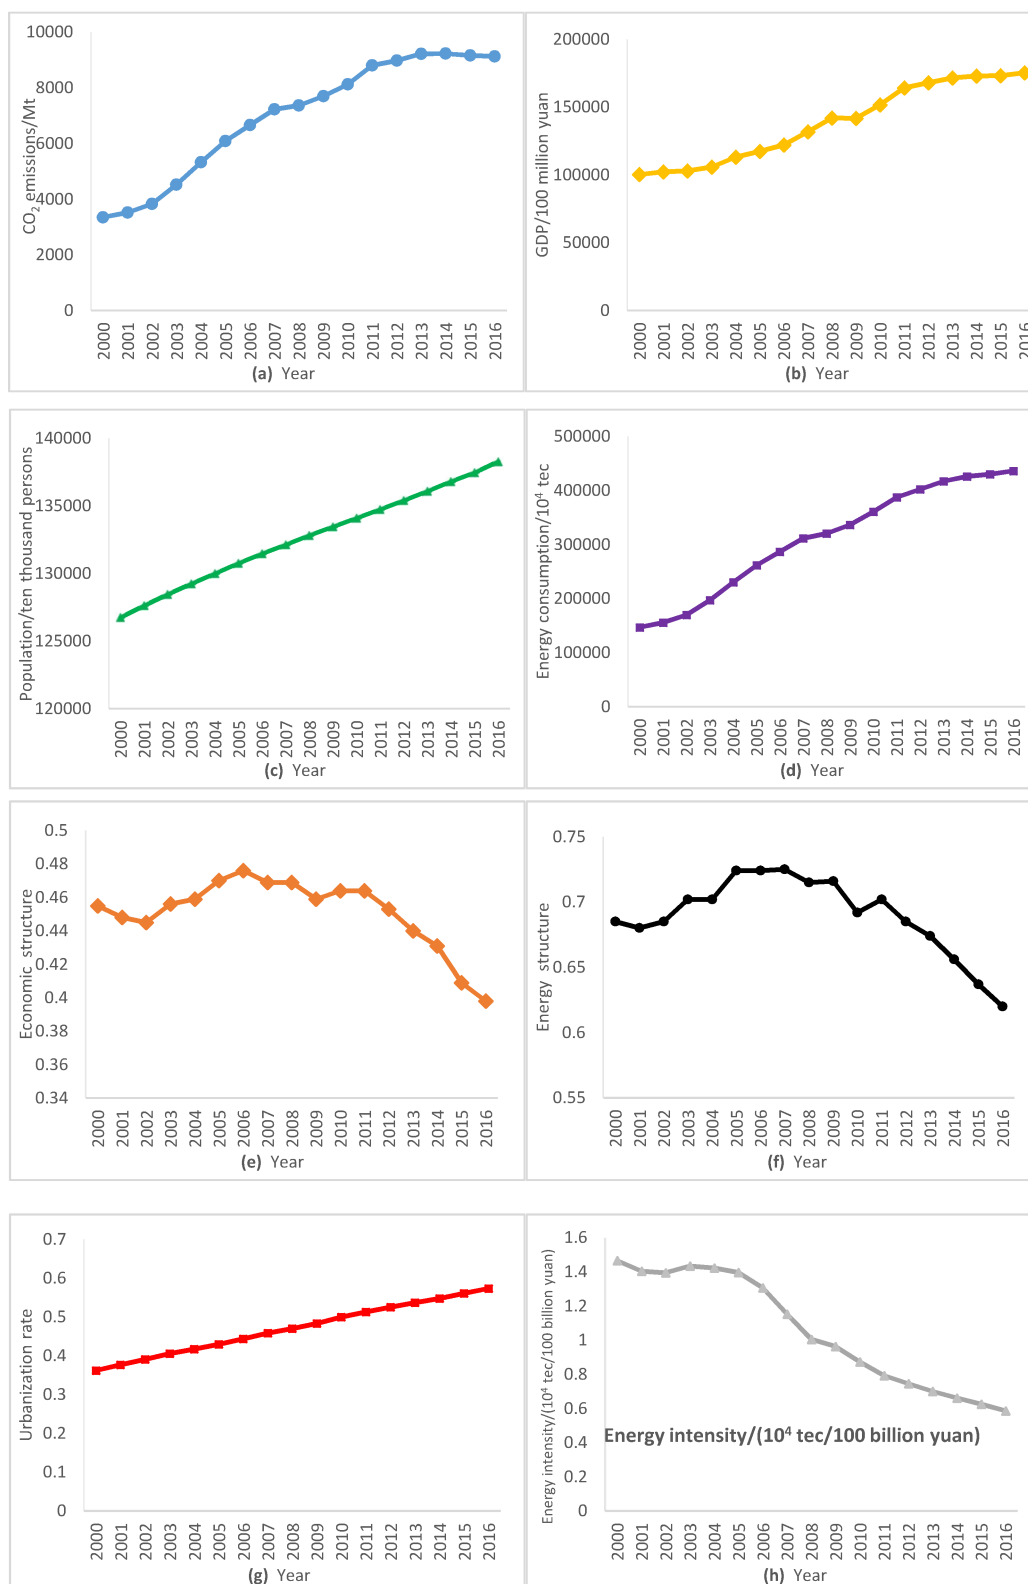 10000
8000
6000
4000
2000
0
CO2 emissions/Mt
2000 2001 2002 2003 2004 2005 2006 2007 2008 2009 2010 2011 2012 2013 2014 2015 2016
(a) Year
200000
150000
100000
50000
0
GDP/100 million yuan
2000 2001 2002 2003 2004 2005 2006 2007 2008 2009 2010 2011 2012 2013 2014 2015 2016
(b) Year
140000
135000
130000
125000
120000
Population/ten thousand persons
2000 2001 2002 2003 2004 2005 2006 2007 2008 2009 2010 2011 2012 2013 2014 2015 2016
(c) Year
500000
400000
300000
200000
100000
0
Energy consumption/10⁴ tec
2000 2001 2002 2003 2004 2005 2006 2007 2008 2009 2010 2011 2012 2013 2014 2015 2016
(d) Year
0.5
0.48
0.46
0.44
0.42
0.4
0.38
0.36
0.34
Economic structure
2000 2001 2002 2003 2004 2005 2006 2007 2008 2009 2010 2011 2012 2013 2014 2015 2016
(e) Year
0.75
0.7
0.65
0.6
0.55
Energy structure
2000 2001 2002 2003 2004 2005 2006 2007 2008 2009 2010 2011 2012 2013 2014 2015 2016
(f) Year
0.7
0.6
0.5
0.4
0.3
0.2
0.1
0
Urbanization rate
2000 2001 2002 2003 2004 2005 2006 2007 2008 2009 2010 2011 2012 2013 2014 2015 2016
(g) Year
1.6
1.4
1.2
1
0.8
0.6
0.4
0.2
0
Energy intensity/(10⁴ tec/100 billion yuan)
Energy intensity/(10⁴ tec/100 billion yuan)
2000 2001 2002 2003 2004 2005 2006 2007 2008 2009 2010 2011 2012 2013 2014 2015 2016
(h) Year